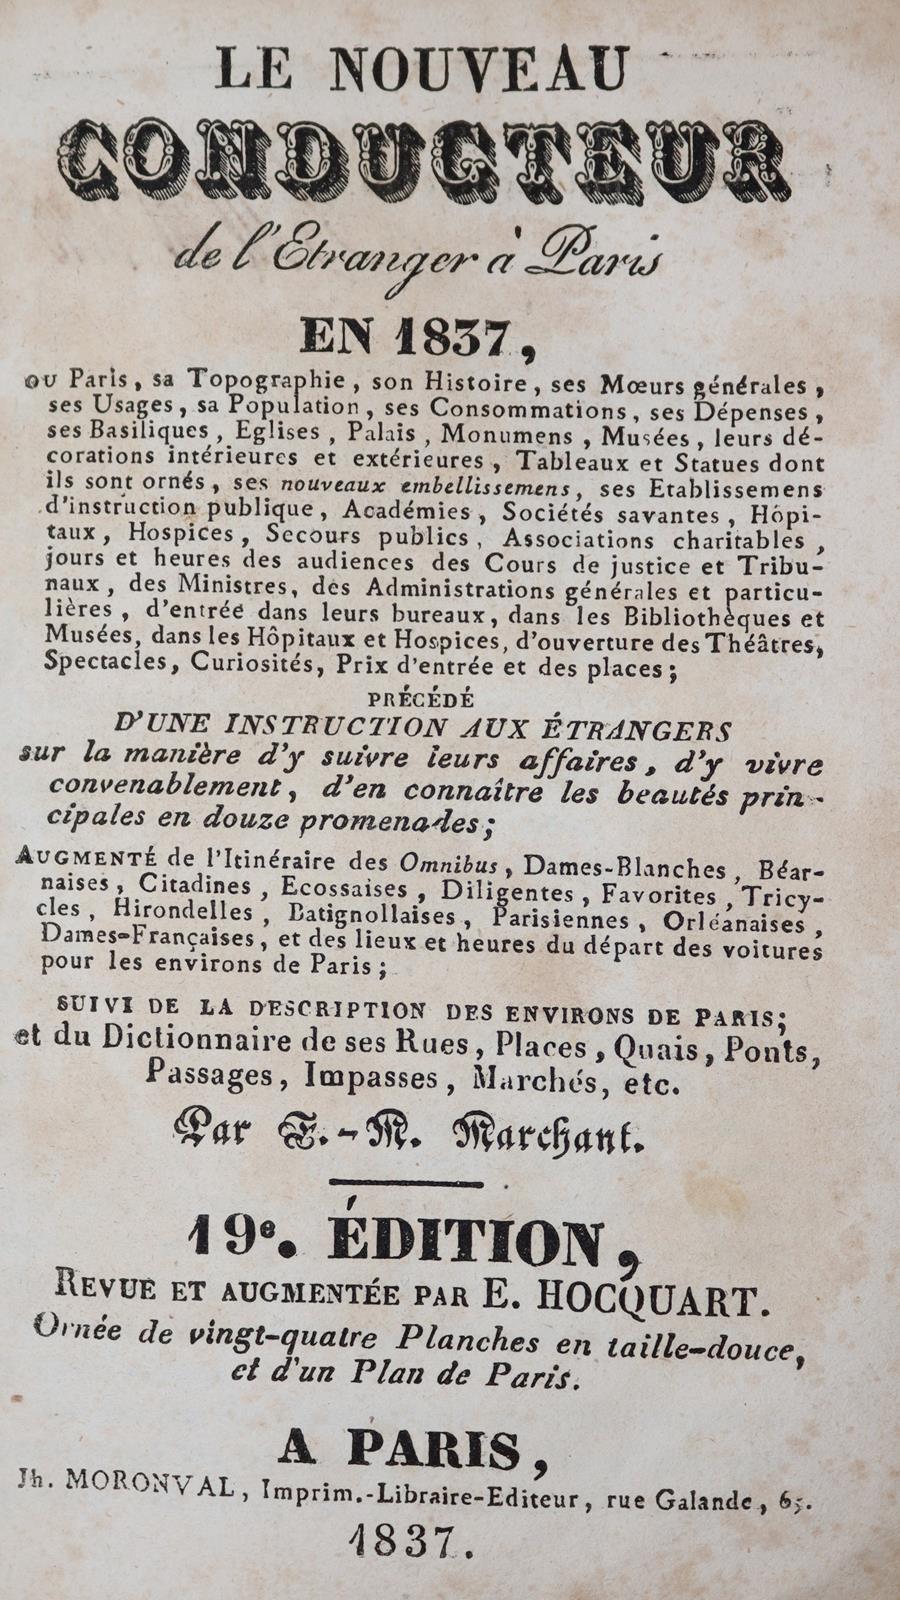 LE NOUVEAU
CONDUCTEUR
de l'Etranger à Paris
EN 1837,
ou Paris, sa Topographie, son Histoire, ses Mœurs générales,
ses Usages, sa Population, ses Consommations, ses Dépenses,
ses Basiliques, Eglises, Palais, Monumens, Musées, leurs dé-
corations intérieures et extérieures, Tableaux et Statues dont
ils sont ornés, ses nouveaux embellissemens, ses Etablissemens
d'instruction publique, Académies, Sociétés savantes, Hôpi-
taux, Hospices, Secours publics, Associations charitables,
jours et heures des audiences des Cours de justice et Tribu-
naux, des Ministres, des Administrations générales et particu-
lières, d'entrée dans leurs bureaux, dans les Bibliothèques et
Musées, dans les Hôpitaux et Hospices, d'ouverture des Théâtres,
Spectacles, Curiosités, Prix d'entrée et des places;
PRÉCÉDÉ
D'UNE INSTRUCTION AUX ÉTRANGERS
sur la manière d'y suivre leurs affaires, d'y vivre
convenablement, d'en connaître les beautés prin-
cipales en douze promenades;
AUGMENTÉ de l'Itinéraire des Omnibus, Dames-Blanches, Béar-
naises, Citadines, Ecossaises, Diligentes, Favorites, Tricy-
cles, Hirondelles, Batignollaises, Parisiennes, Orléanaises,
Dames-Françaises, et des lieux et heures du départ des voitures
pour les environs de Paris;
SUIVI DE LA DESCRIPTION DES ENVIRONS DE PARIS;
et du Dictionnaire de ses Rues, Places, Quais, Ponts,
Passages, Impasses, Marchés, etc.
Par F.-M. Marchant.
19e. ÉDITION,
REVUE ET AUGMENTÉE PAR E. HOCQUART.
Ornée de vingt-quatre Planches en taille-douce,
et d'un Plan de Paris.
A PARIS,
Jh. MORONVAL, Imprim.-Libraire-Editeur, rue Galande, 65.
1837.